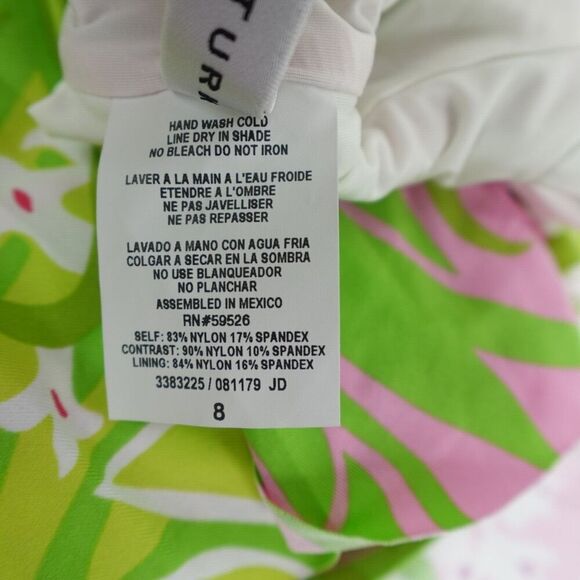 TUR
HAND WASH COLD
LINE DRY IN SHADE
NO BLEACH DO NOT IRON
LAVER A LA MAIN A L'EAU FROIDE
ETENDRE A L'OMBRE
NE PAS JAVELLISER
NE PAS REPASSER
LAVADO A MANO CON AGUA FRIA
COLGAR A SECAR EN LA SOMBRA
NO USE BLANQUEADOR
NO PLANCHAR
ASSEMBLED IN MEXICO
RN#59526
SELF: 83% NYLON 17% SPANDEX
CONTRAST: 90% NYLON 10% SPANDEX
LINING: 84% NYLON 16% SPANDEX
3383225 / 081179 JD
8